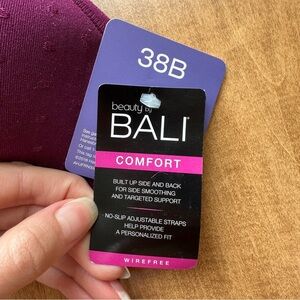 38B
beauty by
BALI
COMFORT
BUILT UP SIDE AND BACK
FOR SIDE SMOOTHING
AND TARGETED SUPPORT
NO-SLIP ADJUSTABLE STRAPS
HELP PROVIDE
A PERSONALIZED FIT
WIREFREE